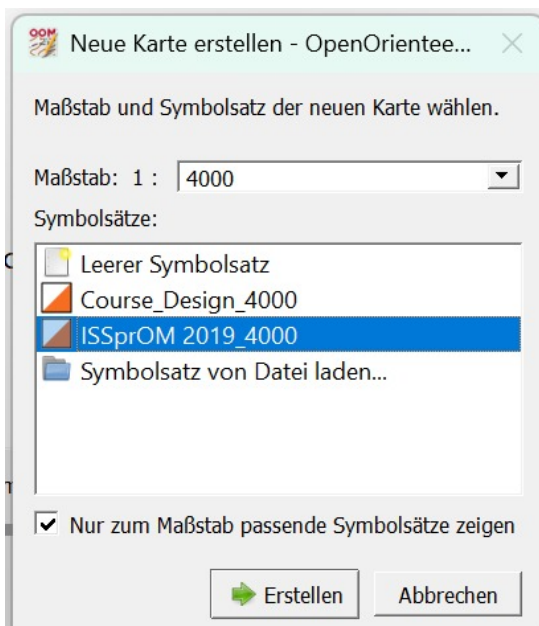 OOM
Neue Karte erstellen - OpenOrientee...
Maßstab und Symbolsatz der neuen Karte wählen.
Maßstab: 1 : 4000
Symbolsätze:
Leerer Symbolsatz
Course_Design_4000
ISSprOM 2019_4000
Symbolsatz von Datei laden...
Nur zum Maßstab passende Symbolsätze zeigen
Erstellen Abbrechen